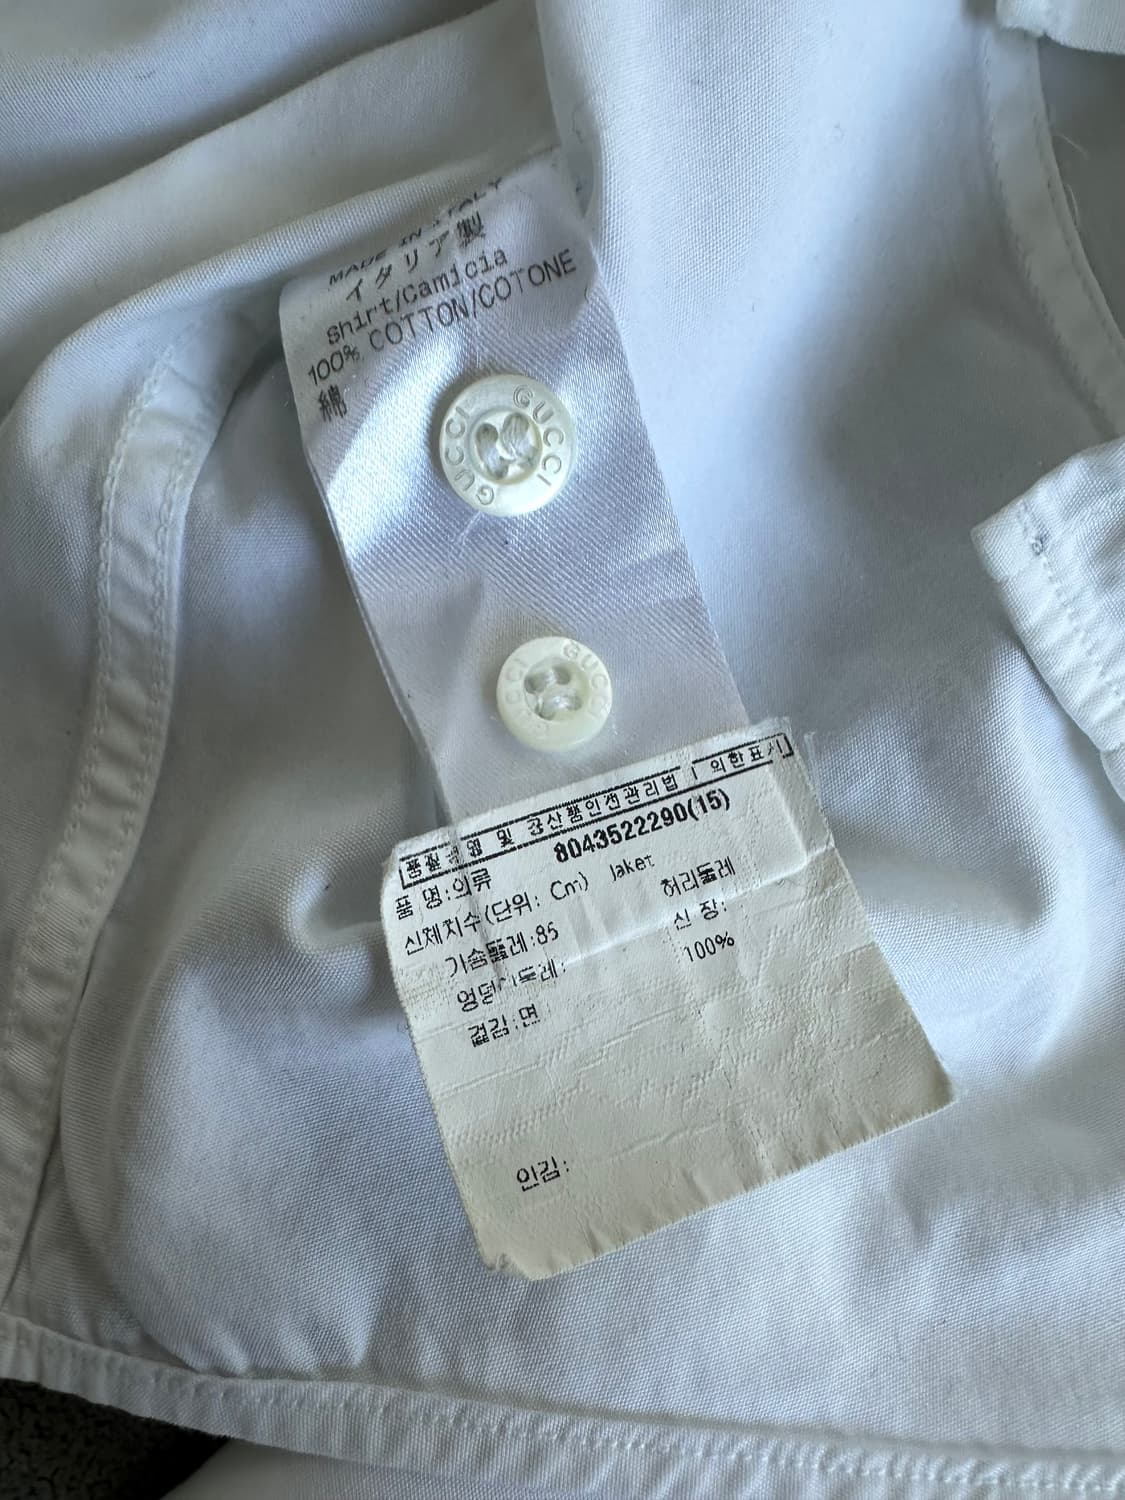 MADE IN ITALY
イタリア製
Shirt/Camicia
100% COTTON/COTONE
綿
GUCCI GUCCI
GUCCI GUCCI
품질경영 및 공산품안전관리법 의한표시
8043522290(15)
품 명:의류 Jaket
신체치수(단위: Cm) 허리둘레
가슴둘레:85 신 장:
엉덩이둘레:
겉감:면 100%
안감: